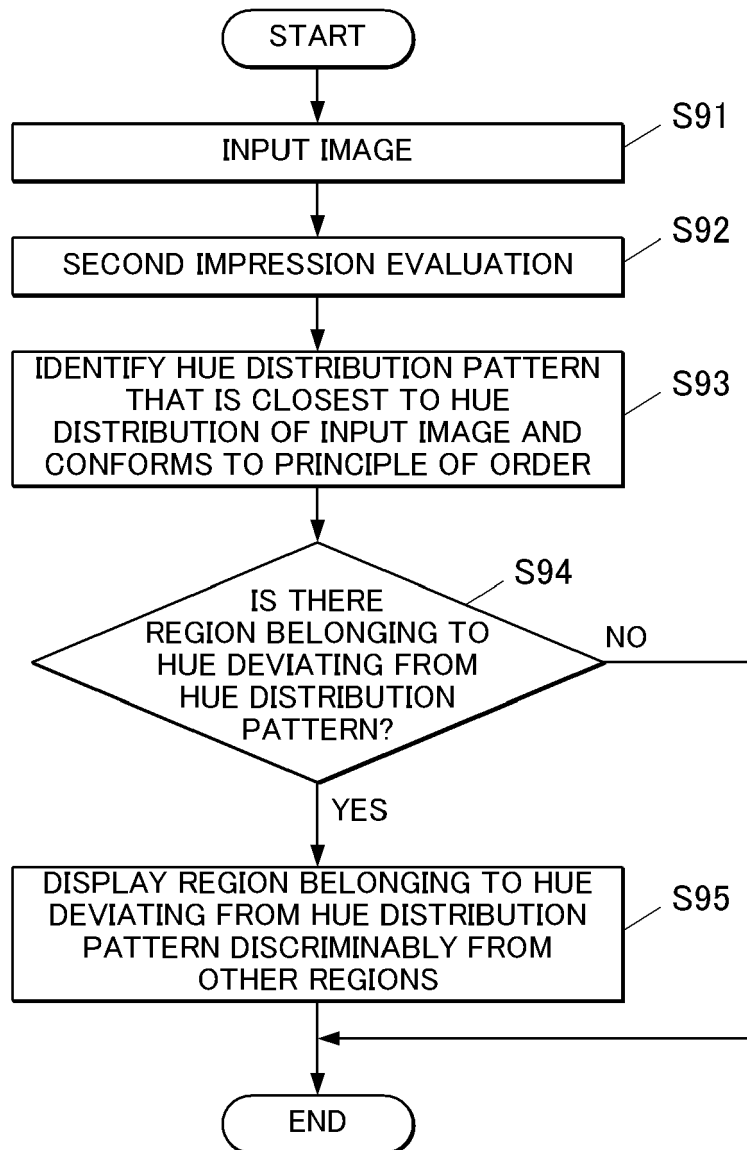 START
INPUT IMAGE
S91
SECOND IMPRESSION EVALUATION
S92
IDENTIFY HUE DISTRIBUTION PATTERN
THAT IS CLOSEST TO HUE
DISTRIBUTION OF INPUT IMAGE AND
CONFORMS TO PRINCIPLE OF ORDER
S93
IS THERE
REGION BELONGING TO
HUE DEVIATING FROM
HUE DISTRIBUTION
PATTERN?
S94
NO
YES
DISPLAY REGION BELONGING TO HUE
DEVIATING FROM HUE DISTRIBUTION
PATTERN DISCRIMINABLY FROM
OTHER REGIONS
S95
END